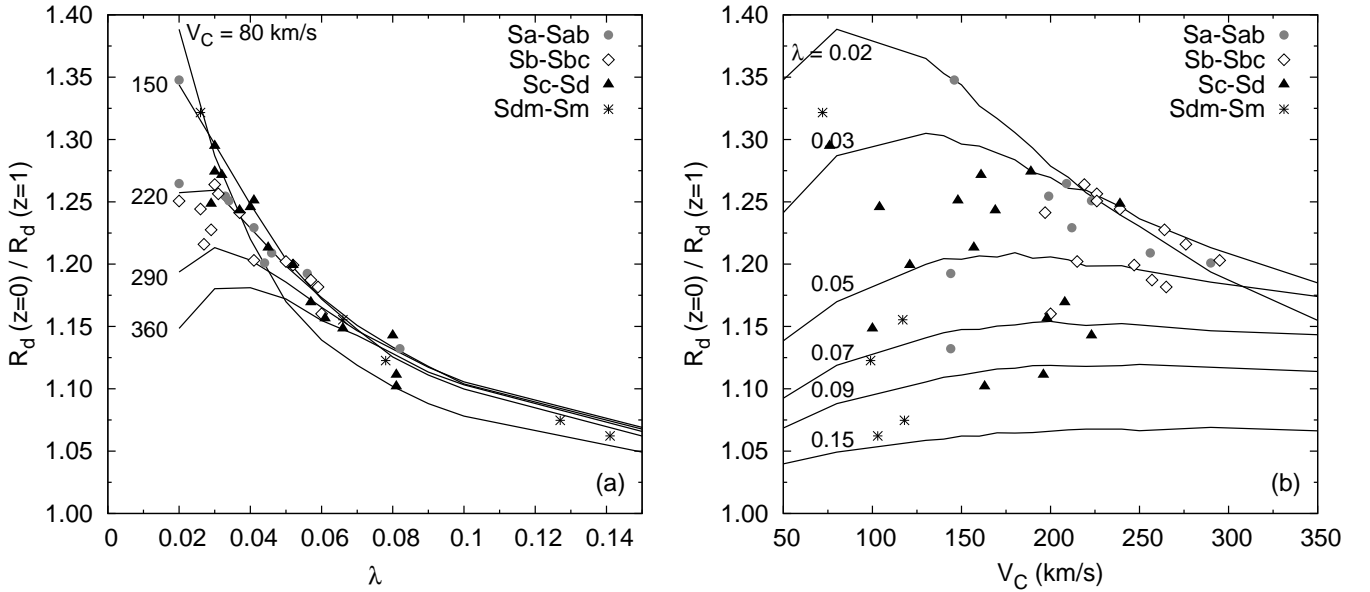 R_d (z=0) / R_d (z=1)
1.40
1.35
1.30
1.25
1.20
1.15
1.10
1.05
1.00
V_C = 80 km/s
150
220
290
360
Sa-Sab
Sb-Sbc
Sc-Sd
Sdm-Sm
(a)
0 0.02 0.04 0.06 0.08 0.10 0.12 0.14
λ
R_d (z=0) / R_d (z=1)
1.40
1.35
1.30
1.25
1.20
1.15
1.10
1.05
1.00
λ = 0.02
0.03
0.05
0.07
0.09
0.15
Sa-Sab
Sb-Sbc
Sc-Sd
Sdm-Sm
(b)
50 100 150 200 250 300 350
V_C (km/s)